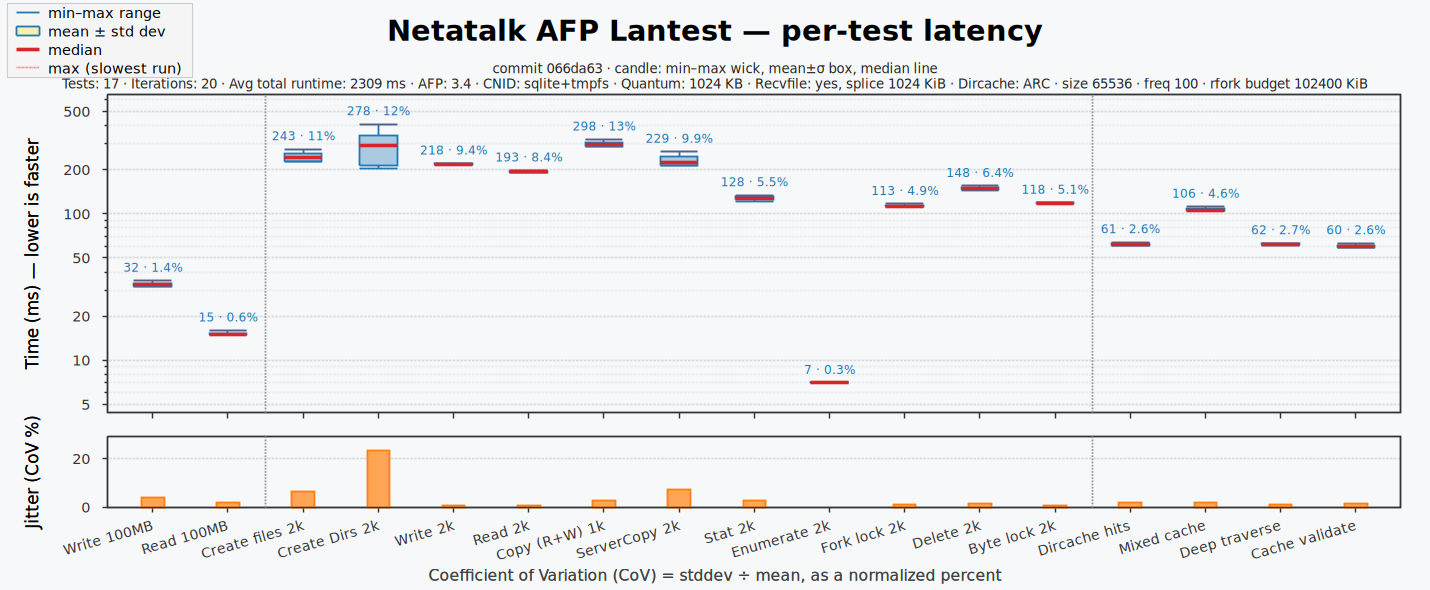 min–max range
mean ± std dev
median
max (slowest run)
Netatalk AFP Lantest — per-test latency
commit 066da63 · candle: min–max wick, mean±σ box, median line
Tests: 17 · Iterations: 20 · Avg total runtime: 2309 ms · AFP: 3.4 · CNID: sqlite+tmpfs · Quantum: 1024 KB · Recvfile: yes, splice 1024 KiB · Dircache: ARC · size 65536 · freq 100 · rfork budget 102400 KiB
Time (ms) — lower is faster
500
200
100
50
20
10
5
32 · 1.4%
15 · 0.6%
243 · 11%
278 · 12%
218 · 9.4%
193 · 8.4%
298 · 13%
229 · 9.9%
128 · 5.5%
7 · 0.3%
113 · 4.9%
148 · 6.4%
118 · 5.1%
61 · 2.6%
106 · 4.6%
62 · 2.7%
60 · 2.6%
Jitter (CoV %)
20
0
Write 100MB
Read 100MB
Create files 2k
Create Dirs 2k
Write 2k
Read 2k
Copy (R+W) 1k
ServerCopy 2k
Stat 2k
Enumerate 2k
Fork lock 2k
Delete 2k
Byte lock 2k
Dircache hits
Mixed cache
Deep traverse
Cache validate
Coefficient of Variation (CoV) = stddev ÷ mean, as a normalized percent